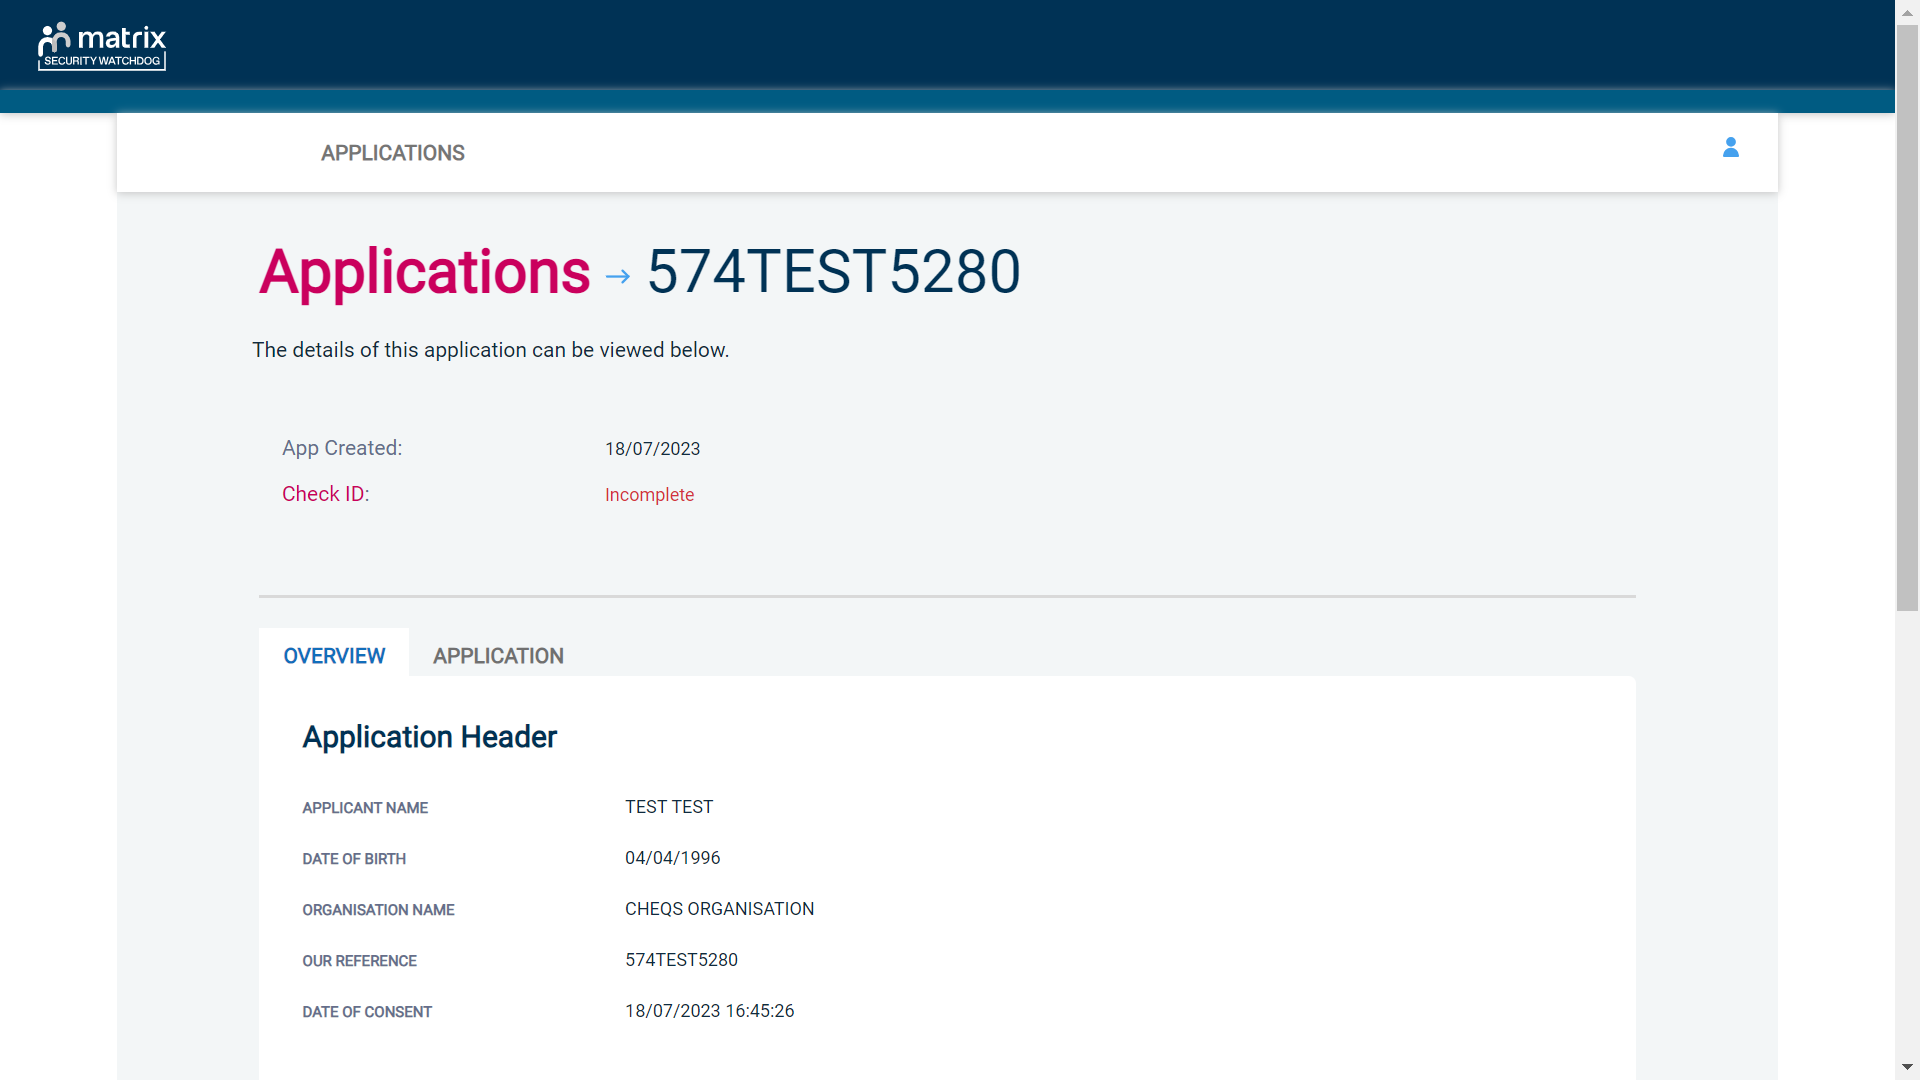 matrix
SECURITY WATCHDOG
APPLICATIONS
Applications → 574TEST5280
The details of this application can be viewed below.
App Created: 18/07/2023
Check ID: Incomplete
OVERVIEW APPLICATION
Application Header
APPLICANT NAME TEST TEST
DATE OF BIRTH 04/04/1996
ORGANISATION NAME CHEQS ORGANISATION
OUR REFERENCE 574TEST5280
DATE OF CONSENT 18/07/2023 16:45:26